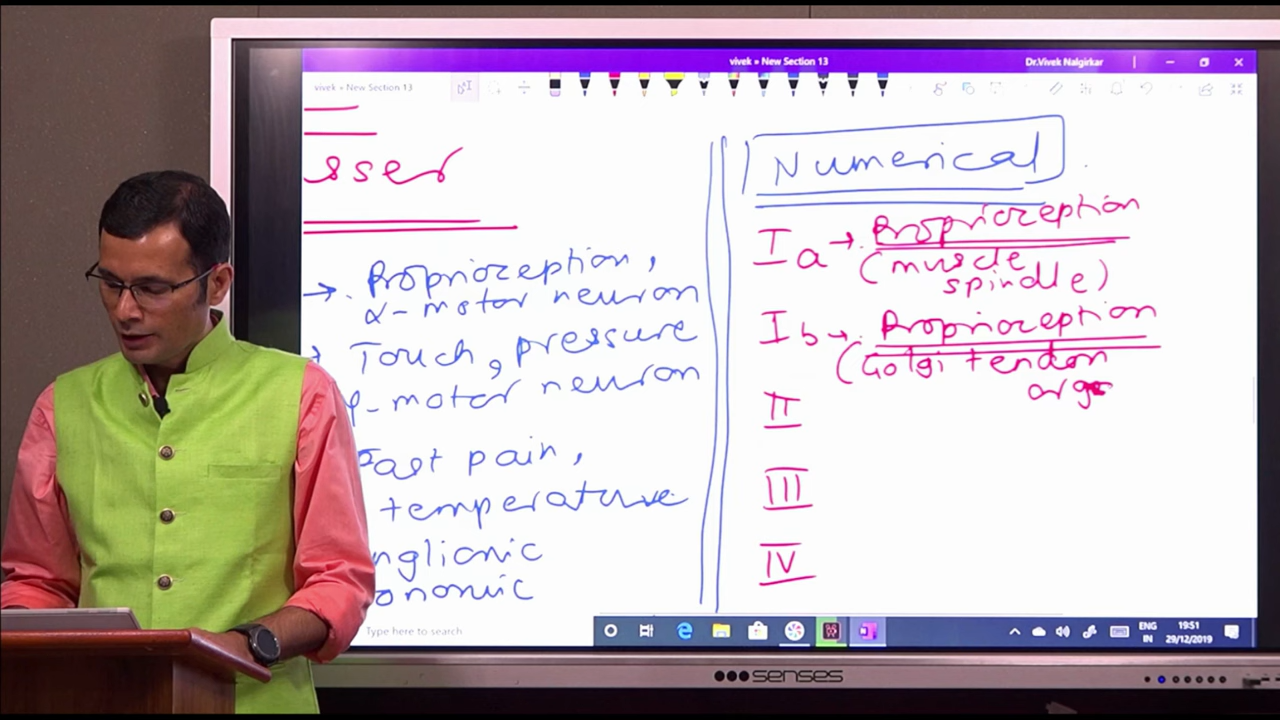 vivek » New Section 13
Dr.Vivek Nalgirkar
vivek » New Section 13
sser
→ Proprioception,
α-motor neuron
Touch, pressure
γ-motor neuron
Fast pain,
temperature
nglionic
onomic
Numerical
Ia → Proprioception
(muscle
spindle)
Ib → Proprioception
(Golgi tendon
org
II
III
IV
Type here to search
ENG
IN
19:51
29/12/2019
senses